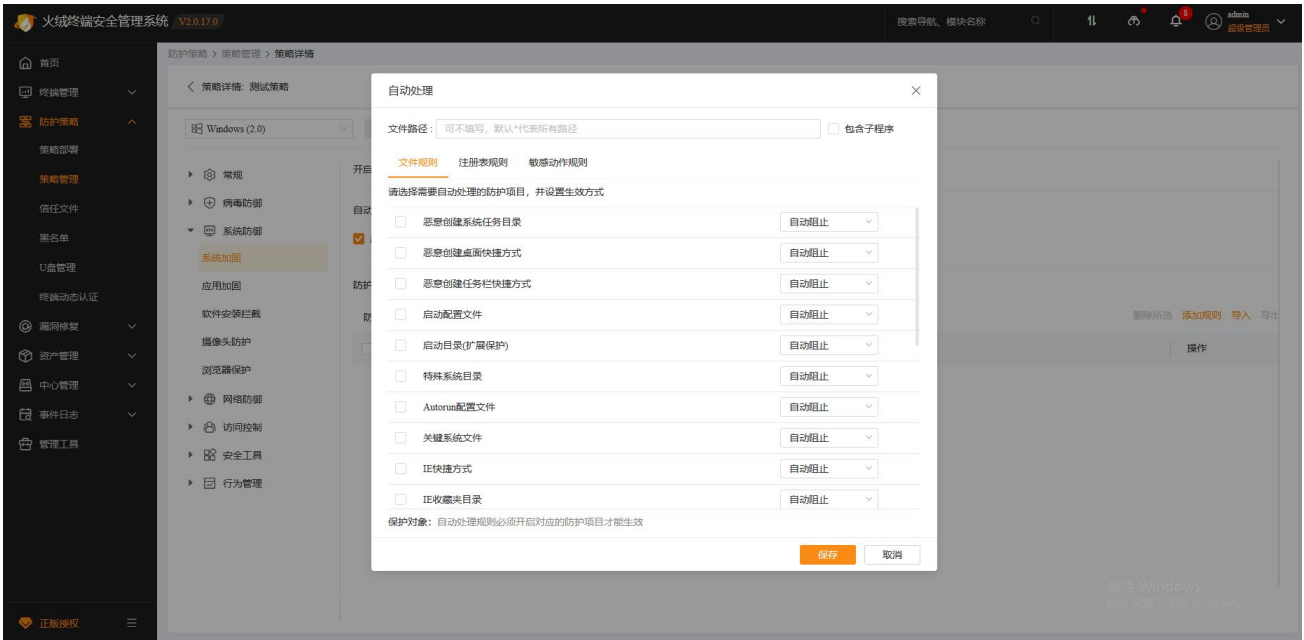 火绒终端安全管理系统 V2.0.17.0
搜索导航、模块名称
8
admin
超级管理员
首页
终端管理
防护策略
策略部署
策略管理
信任文件
黑名单
U盘管理
终端动态认证
漏洞修复
资产管理
中心管理
事件日志
管理工具
正版授权
防护策略 > 策略管理 > 策略详情
策略详情: 测试策略
Windows (2.0)
常规
病毒防御
系统防御
系统加固
应用加固
软件安装拦截
摄像头防护
浏览器保护
网络防御
访问控制
安全工具
行为管理
开启
自动
防护
防
删除所选 添加规则 导入 导出
操作
自动处理
文件路径: 可不填写, 默认*代表所有路径 包含子程序
文件规则 注册表规则 敏感动作规则
请选择需要自动处理的防护项目, 并设置生效方式
恶意创建系统任务目录 自动阻止
恶意创建桌面快捷方式 自动阻止
恶意创建任务栏快捷方式 自动阻止
启动配置文件 自动阻止
启动目录(扩展保护) 自动阻止
特殊系统目录 自动阻止
Autorun配置文件 自动阻止
关键系统文件 自动阻止
IE快捷方式 自动阻止
IE收藏夹目录 自动阻止
保护对象: 自动处理规则必须开启对应的防护项目才能生效
保存 取消
激活 Windows